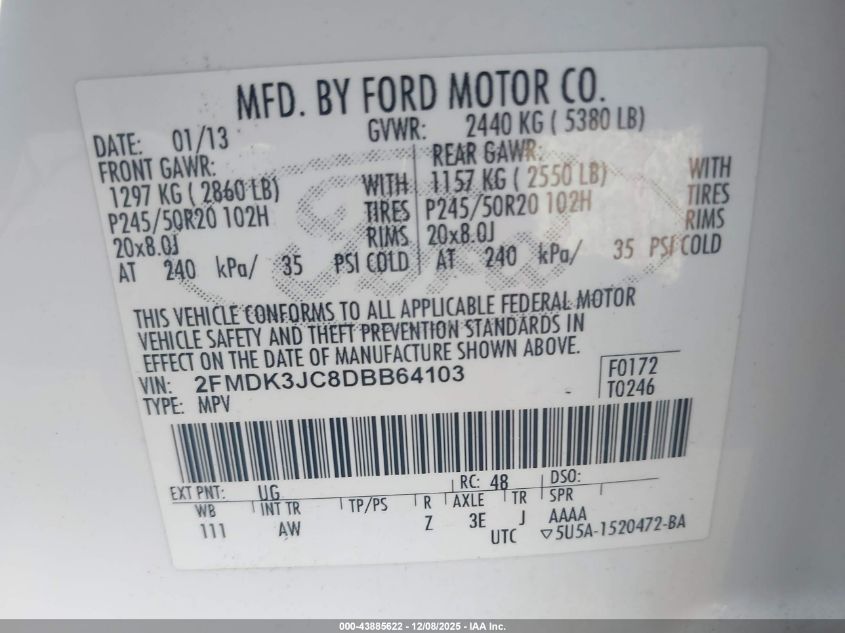 MFD. BY FORD MOTOR CO.
DATE: 01/13 GVWR: 2440 KG ( 5380 LB)
FRONT GAWR: REAR GAWR:
1297 KG ( 2860 LB) WITH 1157 KG ( 2550 LB) WITH
P245/50R20 102H TIRES P245/50R20 102H TIRES
20x8.0J RIMS 20x8.0J RIMS
AT 240 kPa/ 35 PSI COLD AT 240 kPa/ 35 PSI COLD
THIS VEHICLE CONFORMS TO ALL APPLICABLE FEDERAL MOTOR
VEHICLE SAFETY AND THEFT PREVENTION STANDARDS IN
EFFECT ON THE DATE OF MANUFACTURE SHOWN ABOVE.
VIN: 2FMDK3JC8DBB64103 F0172
TYPE: MPV T0246
EXT PNT: UG RC: 48 DSO:
WB INT TR TP/PS R AXLE TR SPR
111 AW Z 3E J AAAA
UTC ▽5U5A-1520472-BA
000-43885622 | 12/08/2025 - IAA Inc.